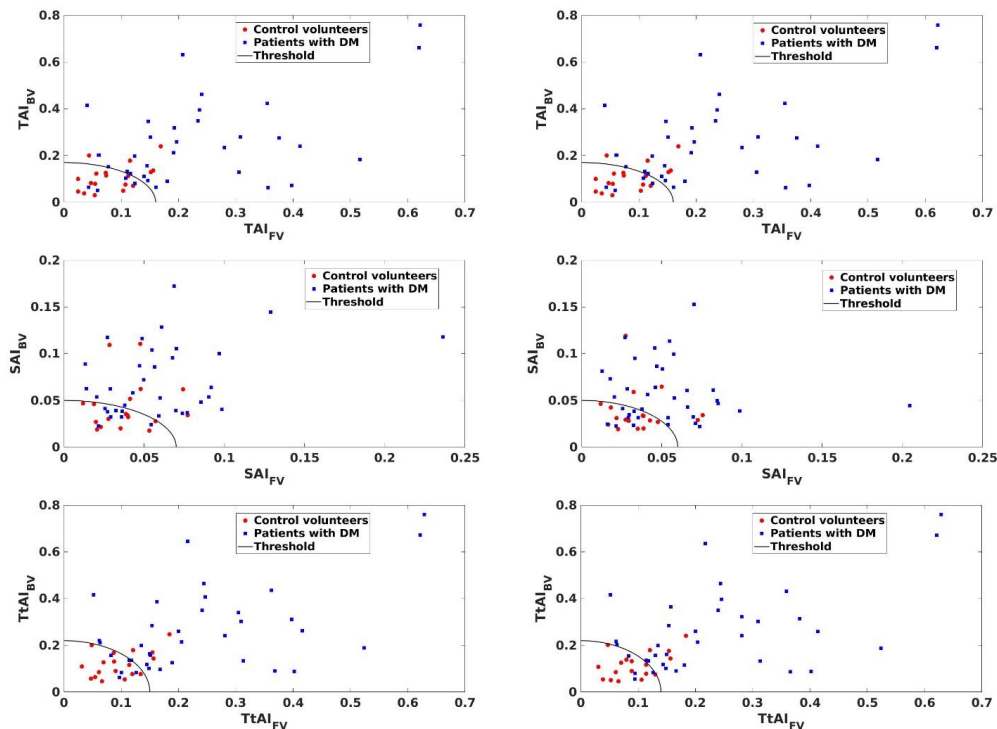 0.8
0.6
0.4
0.2
0
TAI_BV
Control volunteers
Patients with DM
Threshold
0 0.1 0.2 0.3 0.4 0.5 0.6 0.7
TAI_FV
0.8
0.6
0.4
0.2
0
TAI_BV
Control volunteers
Patients with DM
Threshold
0 0.1 0.2 0.3 0.4 0.5 0.6 0.7
TAI_FV
0.2
0.15
0.1
0.05
0
SAI_BV
Control volunteers
Patients with DM
Threshold
0 0.05 0.1 0.15 0.2 0.25
SAI_FV
0.2
0.15
0.1
0.05
0
SAI_BV
Control volunteers
Patients with DM
Threshold
0 0.05 0.1 0.15 0.2 0.25
SAI_FV
0.8
0.6
0.4
0.2
0
TtAI_BV
Control volunteers
Patients with DM
Threshold
0 0.1 0.2 0.3 0.4 0.5 0.6 0.7
TtAI_FV
0.8
0.6
0.4
0.2
0
TtAI_BV
Control volunteers
Patients with DM
Threshold
0 0.1 0.2 0.3 0.4 0.5 0.6 0.7
TtAI_FV